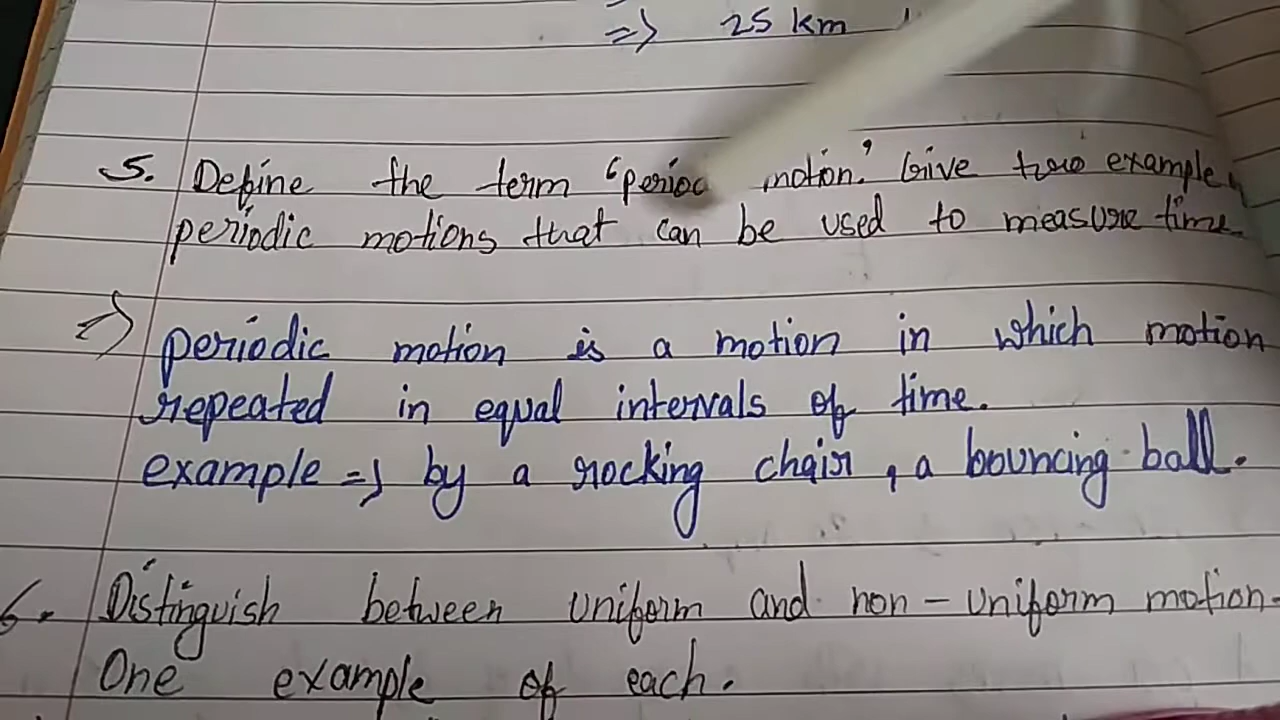 => 25 km
5. Define the term 'period motion.' Give two example
periodic motions that can be used to measure time
=> periodic motion is a motion in which motion
repeated in equal intervals of time.
example => by a rocking chair, a bouncing ball.
6. Distinguish between uniform and non-uniform motion.
One example of each.